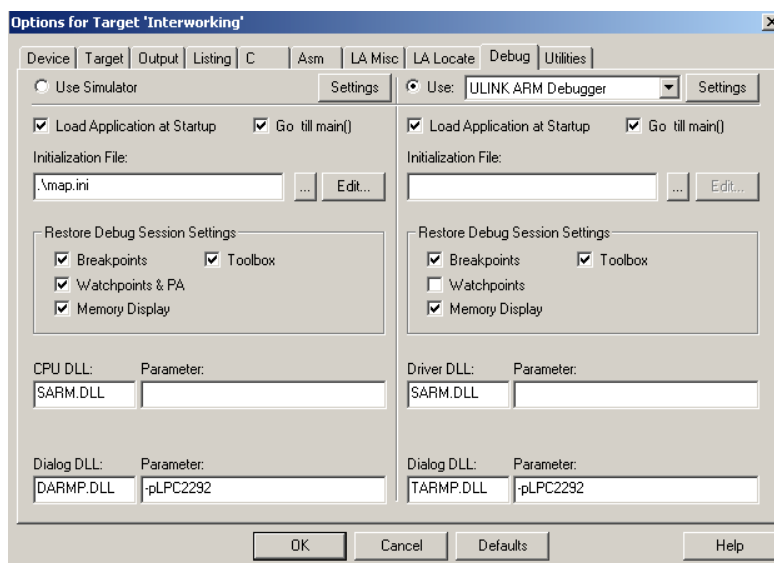 Options for Target 'Interworking'
Device Target Output Listing C Asm LA Misc LA Locate Debug Utilities
Use Simulator Settings Use: ULINK ARM Debugger Settings
Load Application at Startup Go till main() Load Application at Startup Go till main()
Initialization File: Initialization File:
.\map.ini ... Edit... ... Edit...
Restore Debug Session Settings Restore Debug Session Settings
Breakpoints Toolbox Breakpoints Toolbox
Watchpoints & PA Watchpoints
Memory Display Memory Display
CPU DLL: Parameter: Driver DLL: Parameter:
SARM.DLL SARM.DLL
Dialog DLL: Parameter: Dialog DLL: Parameter:
DARMP.DLL -pLPC2292 TARMP.DLL -pLPC2292
OK Cancel Defaults Help